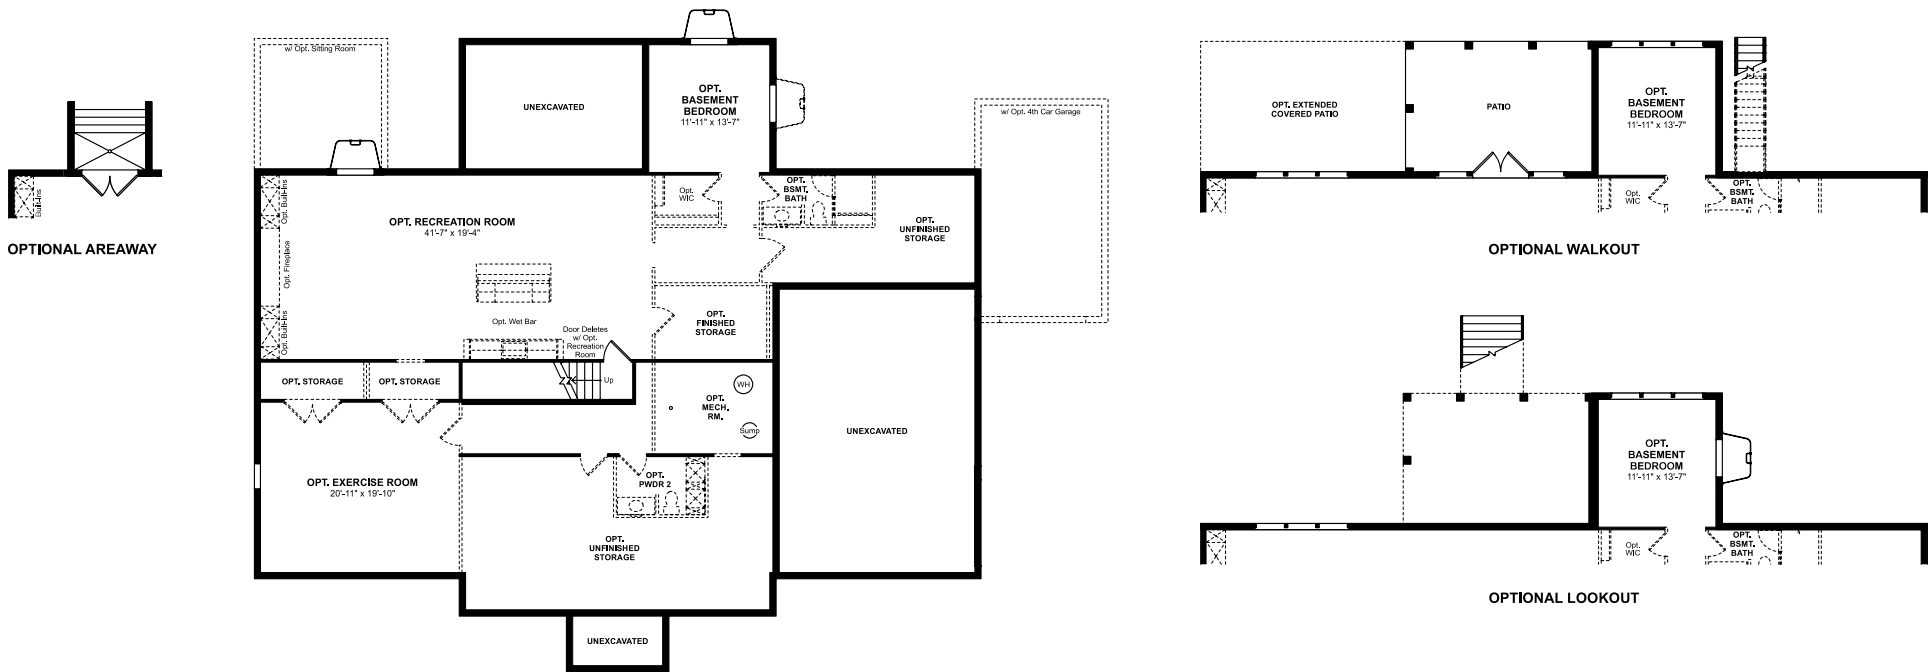 Built-Ins
OPTIONAL AREAWAY
w/ Opt. Sitting Room
UNEXCAVATED
OPT.
BASEMENT
BEDROOM
11'-11" x 13'-7"
w/ Opt. 4th Car Garage
Opt. Built-Ins
OPT. RECREATION ROOM
41'-7" x 19'-4"
Opt.
WIC
OPT.
BSMT.
BATH
OPT.
UNFINISHED
STORAGE
Opt. Fireplace
Opt. Built-Ins
Opt. Wet Bar
Door Deletes
w/ Opt.
Recreation
Room
OPT.
FINISHED
STORAGE
OPT. STORAGE
OPT. STORAGE
Up
WH
OPT.
MECH.
RM.
Sump
UNEXCAVATED
OPT. EXERCISE ROOM
20'-11" x 19'-10"
OPT.
PWDR 2
OPT.
UNFINISHED
STORAGE
UNEXCAVATED
OPT. EXTENDED
COVERED PATIO
PATIO
OPT.
BASEMENT
BEDROOM
11'-11" x 13'-7"
Opt.
WIC
OPT.
BSMT.
BATH
OPTIONAL WALKOUT
OPT.
BASEMENT
BEDROOM
11'-11" x 13'-7"
Opt.
WIC
OPT.
BSMT.
BATH
OPTIONAL LOOKOUT